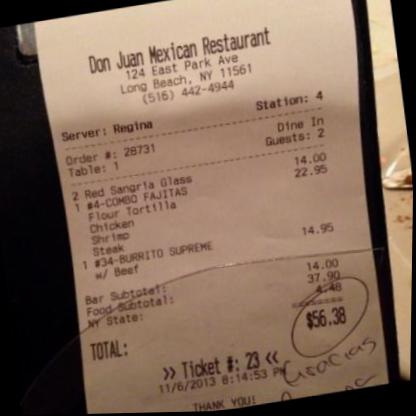 Don Juan Mexican Restaurant
124 East Park Ave
Long Beach, NY 11561
(516) 442-4944
Station: 4
Server: Regina
Dine In
Order #: 28731
Guests: 2
Table: 1
2 Red Sangria Glass 14.00
1 #4-COMBO FAJITAS 22.95
Flour Tortilla
Chicken
Shrimp
Steak
1 #34-BURRITO SUPREME 14.95
w/ Beef
Bar Subtotal: 14.00
Food Subtotal: 37.90
NY State: 4.48
TOTAL: $56.38
>> Ticket #: 23 <<
11/6/2013 8:14:53 PM
Gracias
THANK YOU!